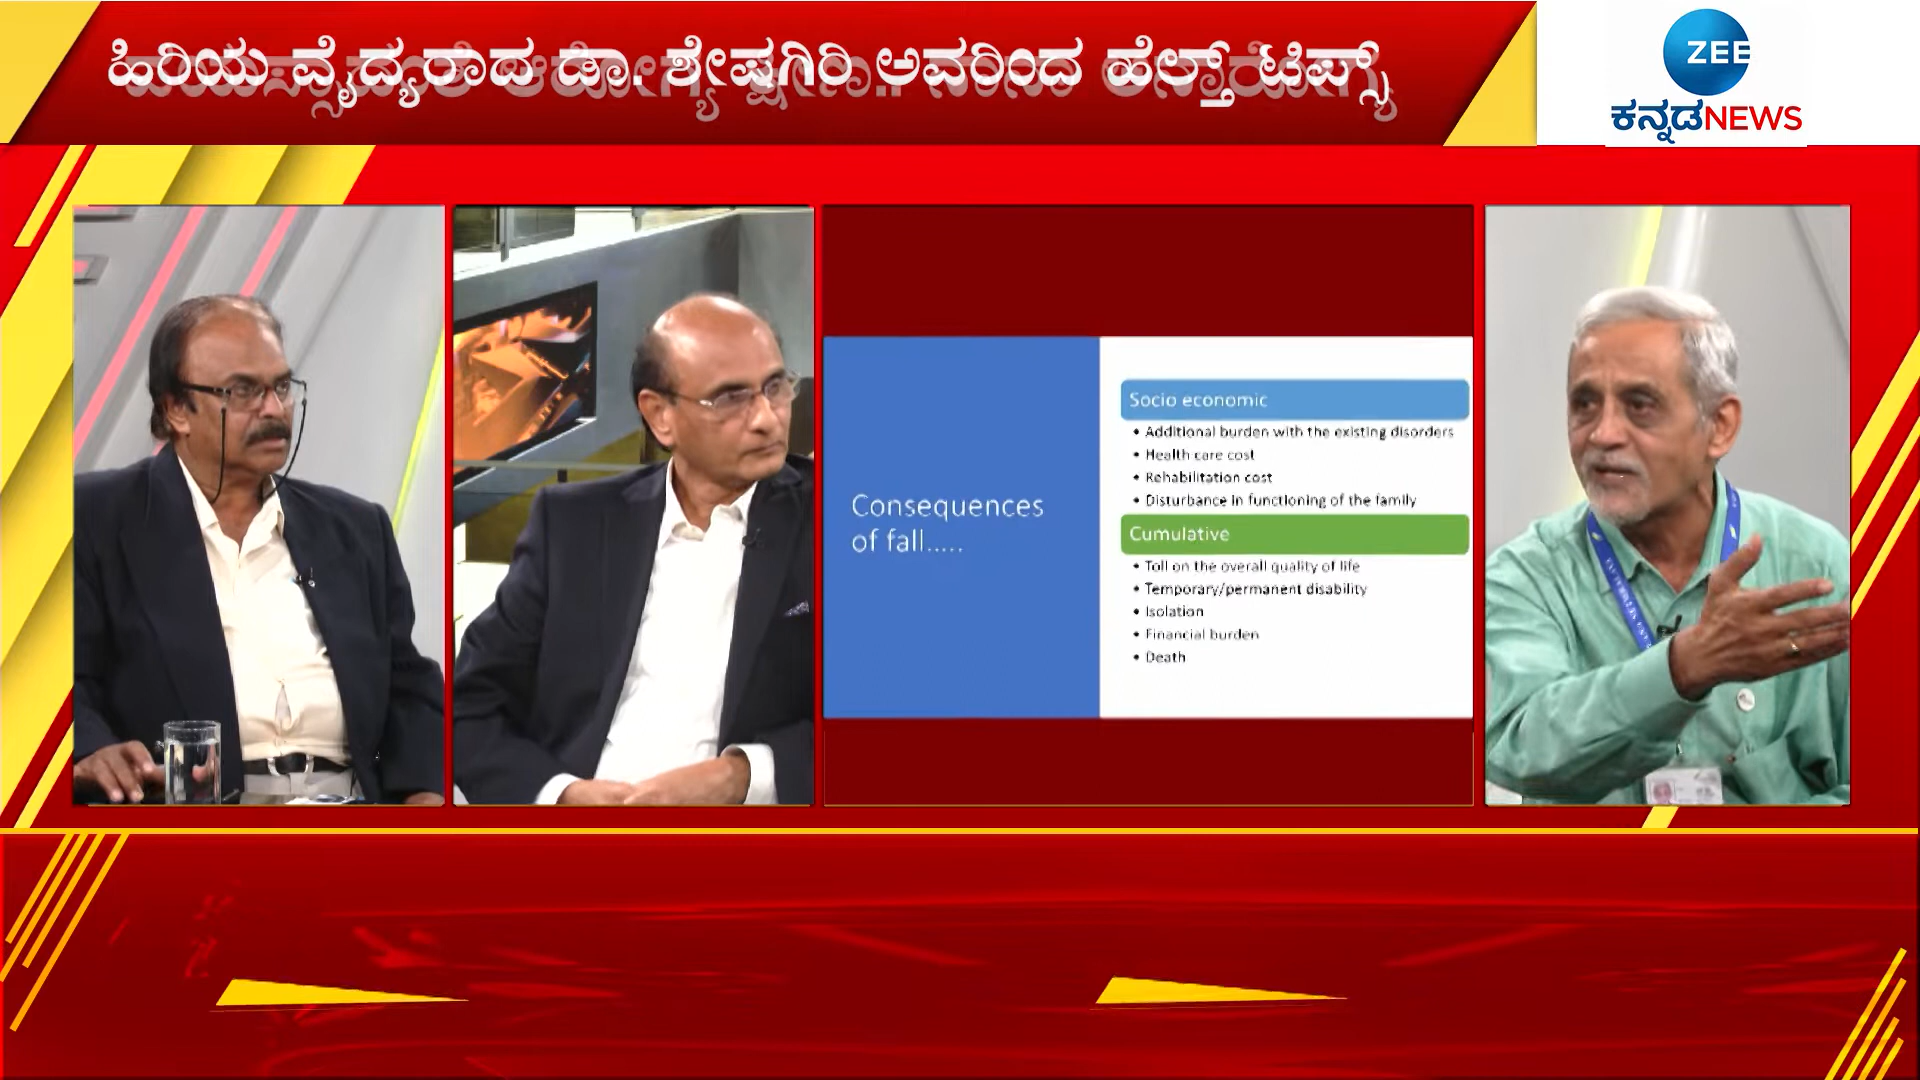 ಹಿರಿಯ ವೈದ್ಯರಾದ ಡಾ. ಶೇಷಗಿರಿ ಅವರಿಂದ ಹೆಲ್ತ್ ಟಿಪ್ಸ್
ZEE
ಕನ್ನಡNEWS
Socio economic
• Additional burden with the existing disorders
• Health care cost
• Rehabilitation cost
• Disturbance in functioning of the family
Consequences
of fall.....
Cumulative
• Toll on the overall quality of life
• Temporary/permanent disability
• Isolation
• Financial burden
• Death